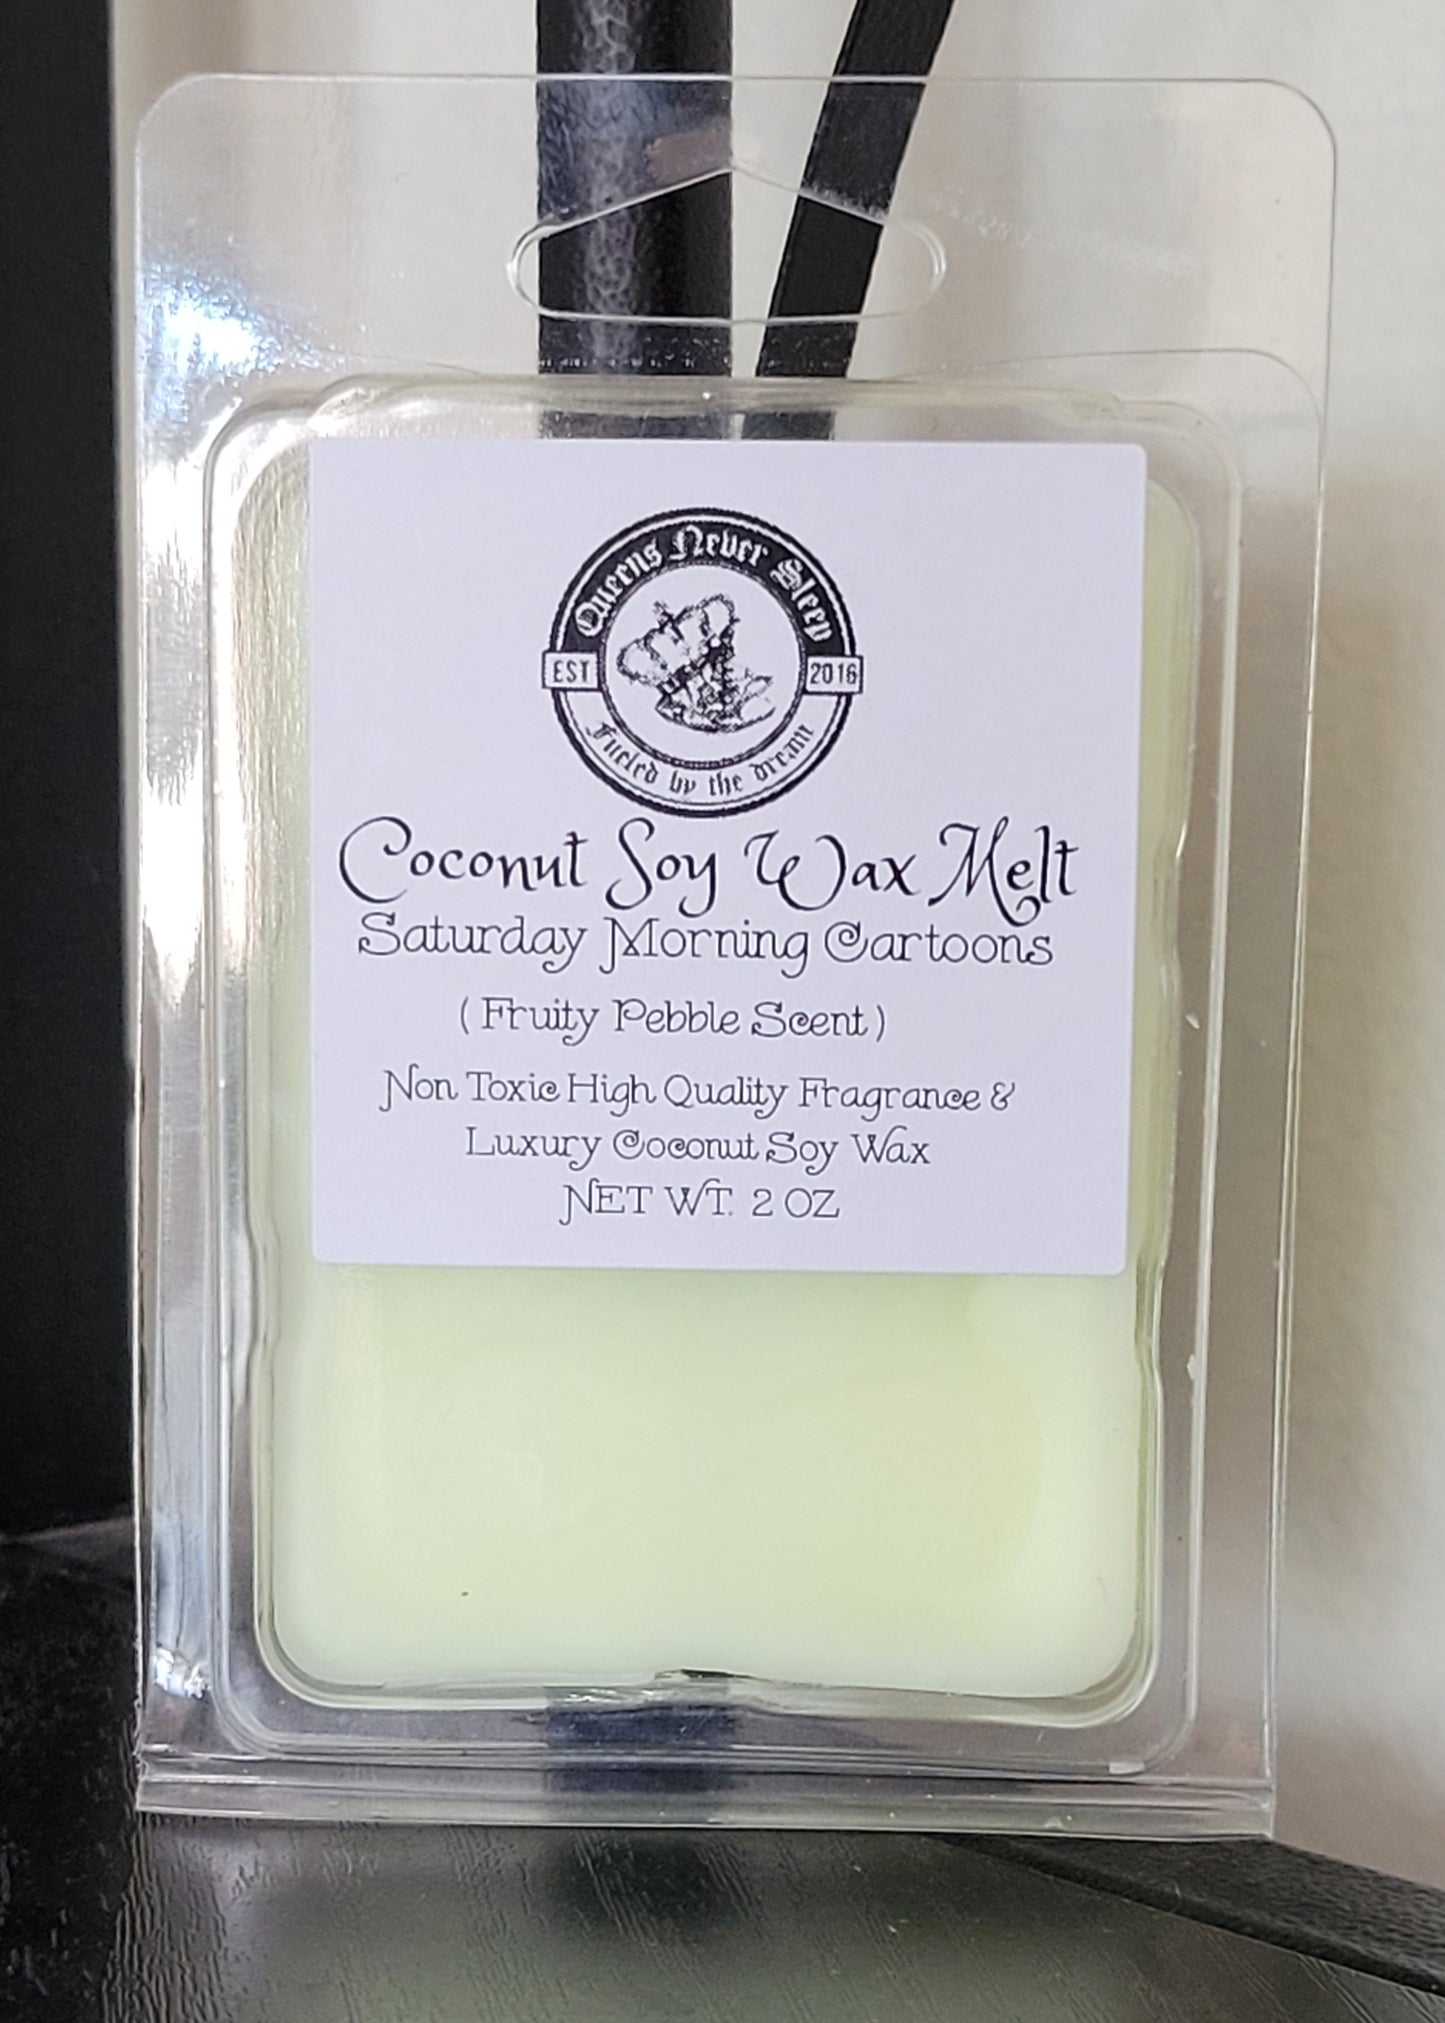 Queens Never Sleep
EST 2016
Fueled by the dream
Coconut Soy Wax Melt
Saturday Morning Cartoons
(Fruity Pebble Scent)
Non Toxic High Quality Fragrance &
Luxury Coconut Soy Wax
NET WT. 2 OZ